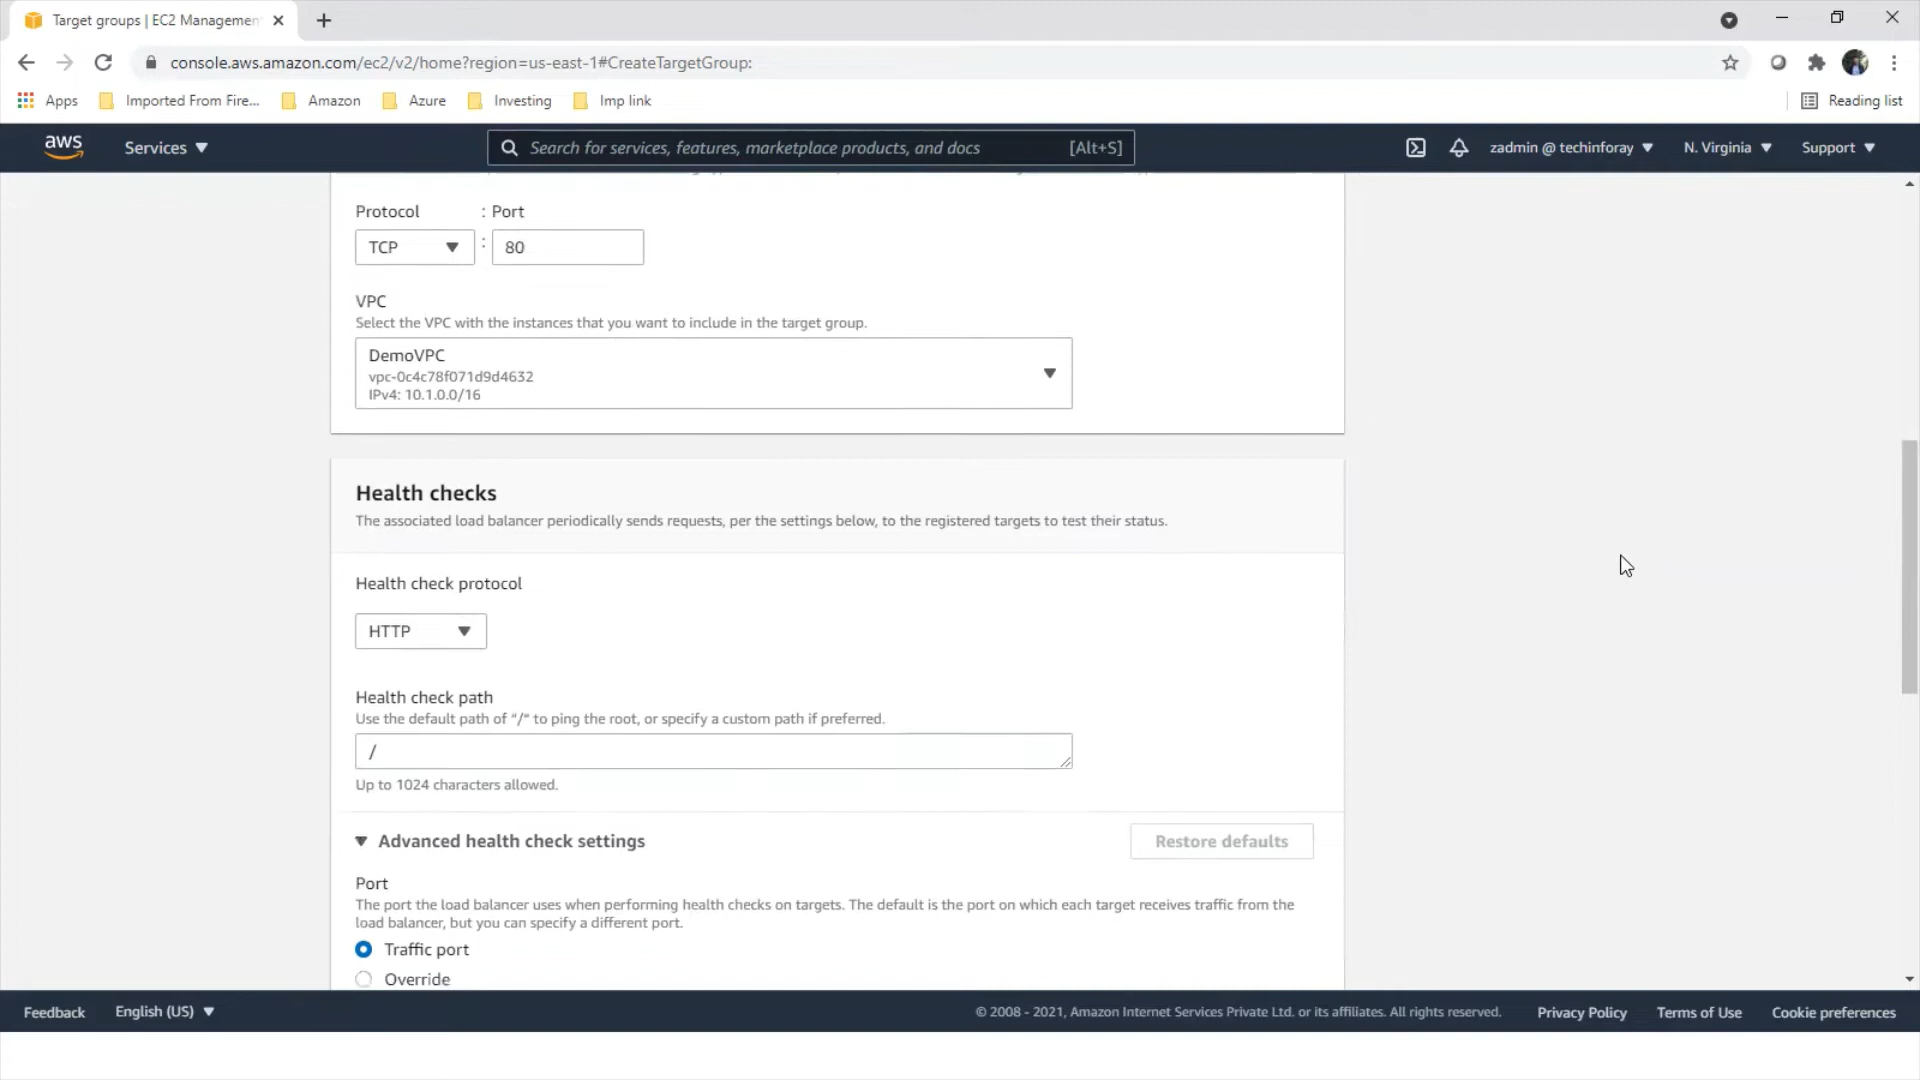 Target groups | EC2 Managemen
console.aws.amazon.com/ec2/v2/home?region=us-east-1#CreateTargetGroup:
Apps Imported From Fire... Amazon Azure Investing Imp link Reading list
aws Services Search for services, features, marketplace products, and docs [Alt+S] zadmin @ techinforay N. Virginia Support
Protocol : Port
TCP : 80
VPC
Select the VPC with the instances that you want to include in the target group.
DemoVPC
vpc-0c4c78f071d9d4632
IPv4: 10.1.0.0/16
Health checks
The associated load balancer periodically sends requests, per the settings below, to the registered targets to test their status.
Health check protocol
HTTP
Health check path
Use the default path of "/" to ping the root, or specify a custom path if preferred.
/
Up to 1024 characters allowed.
Advanced health check settings Restore defaults
Port
The port the load balancer uses when performing health checks on targets. The default is the port on which each target receives traffic from the
load balancer, but you can specify a different port.
Traffic port
Override
Feedback English (US) © 2008 - 2021, Amazon Internet Services Private Ltd. or its affiliates. All rights reserved. Privacy Policy Terms of Use Cookie preferences